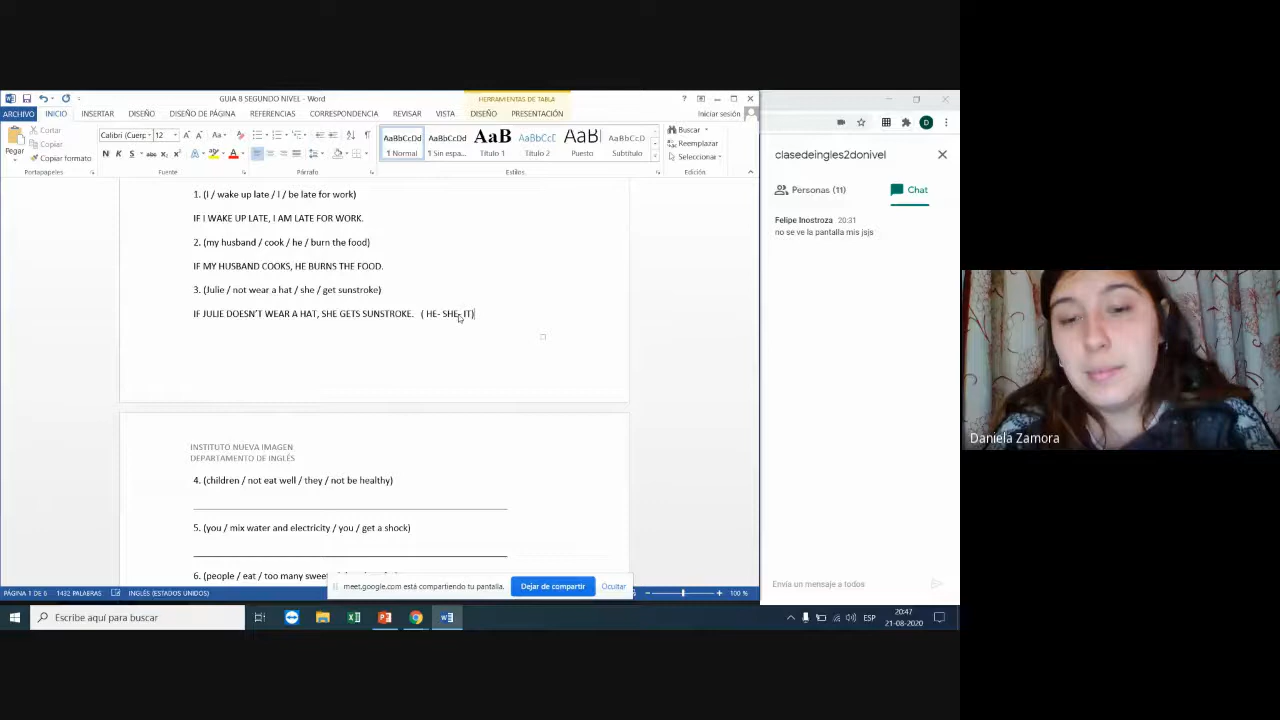 GUIA 8 SEGUNDO NIVEL - Word
HERRAMIENTAS DE TABLA
ARCHIVO INICIO INSERTAR DISEÑO DISEÑO DE PÁGINA REFERENCIAS CORRESPONDENCIA REVISAR VISTA DISEÑO PRESENTACIÓN Iniciar sesión
Pegar
Cortar
Copiar
Copiar formato
Calibri (Cuerp 12
N K S abc
AaBbCcDd AaBbCcDd AaB AaBbCcD AaBl AaBbCcD
1 Normal 1 Sin espa... Título 1 Título 2 Puesto Subtítulo
Buscar
Reemplazar
Seleccionar
Portapapeles Fuente Párrafo Estilos Edición
1. (I / wake up late / I / be late for work)
IF I WAKE UP LATE, I AM LATE FOR WORK.
2. (my husband / cook / he / burn the food)
IF MY HUSBAND COOKS, HE BURNS THE FOOD.
3. (Julie / not wear a hat / she / get sunstroke)
IF JULIE DOESN'T WEAR A HAT, SHE GETS SUNSTROKE. ( HE- SHE- IT)
INSTITUTO NUEVA IMAGEN
DEPARTAMENTO DE INGLÉS
4. (children / not eat well / they / not be healthy)
5. (you / mix water and electricity / you / get a shock)
6. (people / eat / too many sweet
meet.google.com está compartiendo tu pantalla. Dejar de compartir Ocultar
PÁGINA 1 DE 6 1432 PALABRAS INGLÉS (ESTADOS UNIDOS) 100 %
Escribe aquí para buscar
ESP
20:47
21-08-2020
D
clasedeingles2donivel
Personas (11) Chat
Felipe Inostroza 20:31
no se ve la pantalla mis jsjs
Envía un mensaje a todos
Daniela Zamora